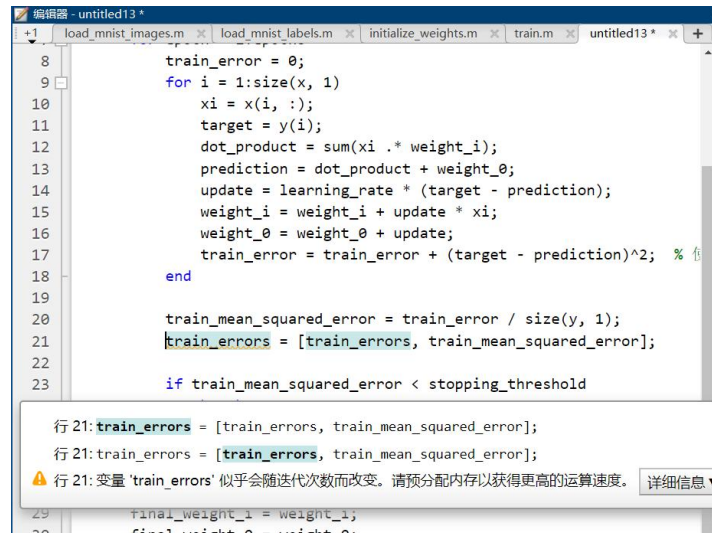 编辑器 - untitled13 *
+1 load_mnist_images.m × load_mnist_labels.m × initialize_weights.m × train.m × untitled13 * × +
8 train_error = 0;
9 for i = 1:size(x, 1)
10 xi = x(i, :);
11 target = y(i);
12 dot_product = sum(xi .* weight_i);
13 prediction = dot_product + weight_0;
14 update = learning_rate * (target - prediction);
15 weight_i = weight_i + update * xi;
16 weight_0 = weight_0 + update;
17 train_error = train_error + (target - prediction)^2; %
18 end
19
20 train_mean_squared_error = train_error / size(y, 1);
21 train_errors = [train_errors, train_mean_squared_error];
22
23 if train_mean_squared_error < stopping_threshold
行 21: train_errors = [train_errors, train_mean_squared_error];
行 21: train_errors = [train_errors, train_mean_squared_error];
行 21: 变量 'train_errors' 似乎会随迭代次数而改变。请预分配内存以获得更高的运算速度。 详细信息
29 final_weight_i = weight_i;